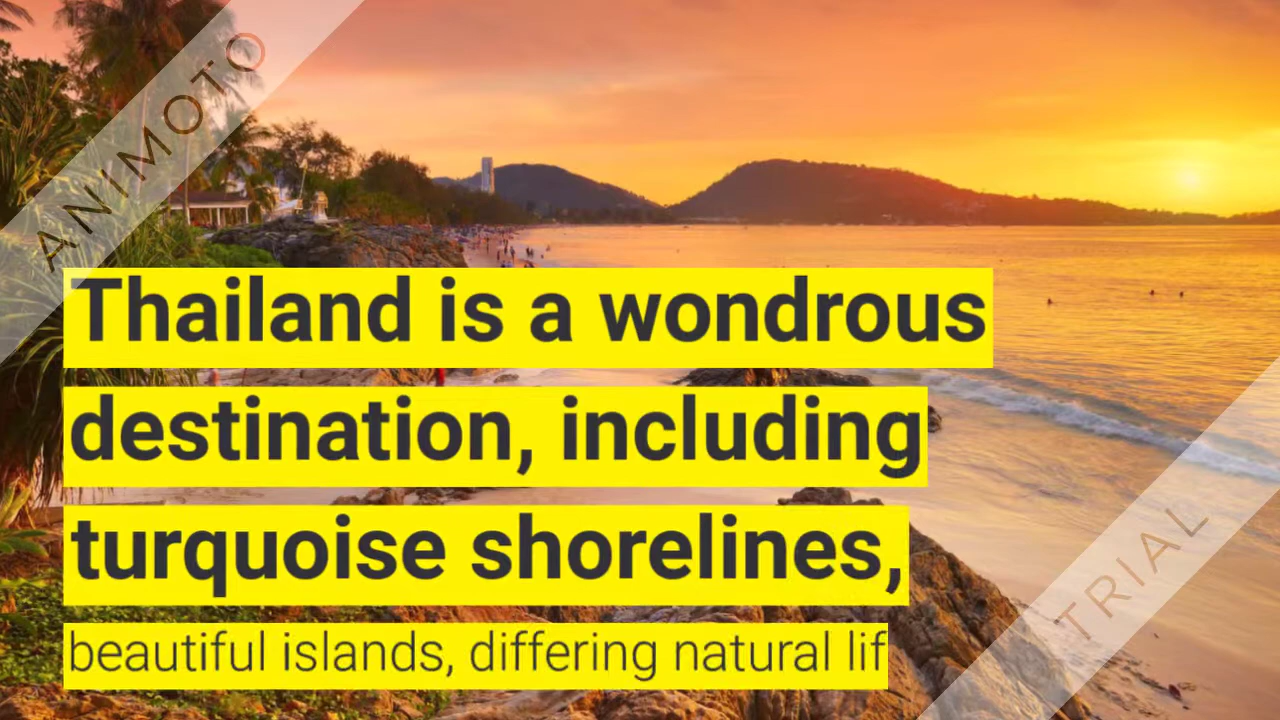 ANIMOTO
Thailand is a wondrous
destination, including
turquoise shorelines,
beautiful islands, differing natural lif
TRIAL